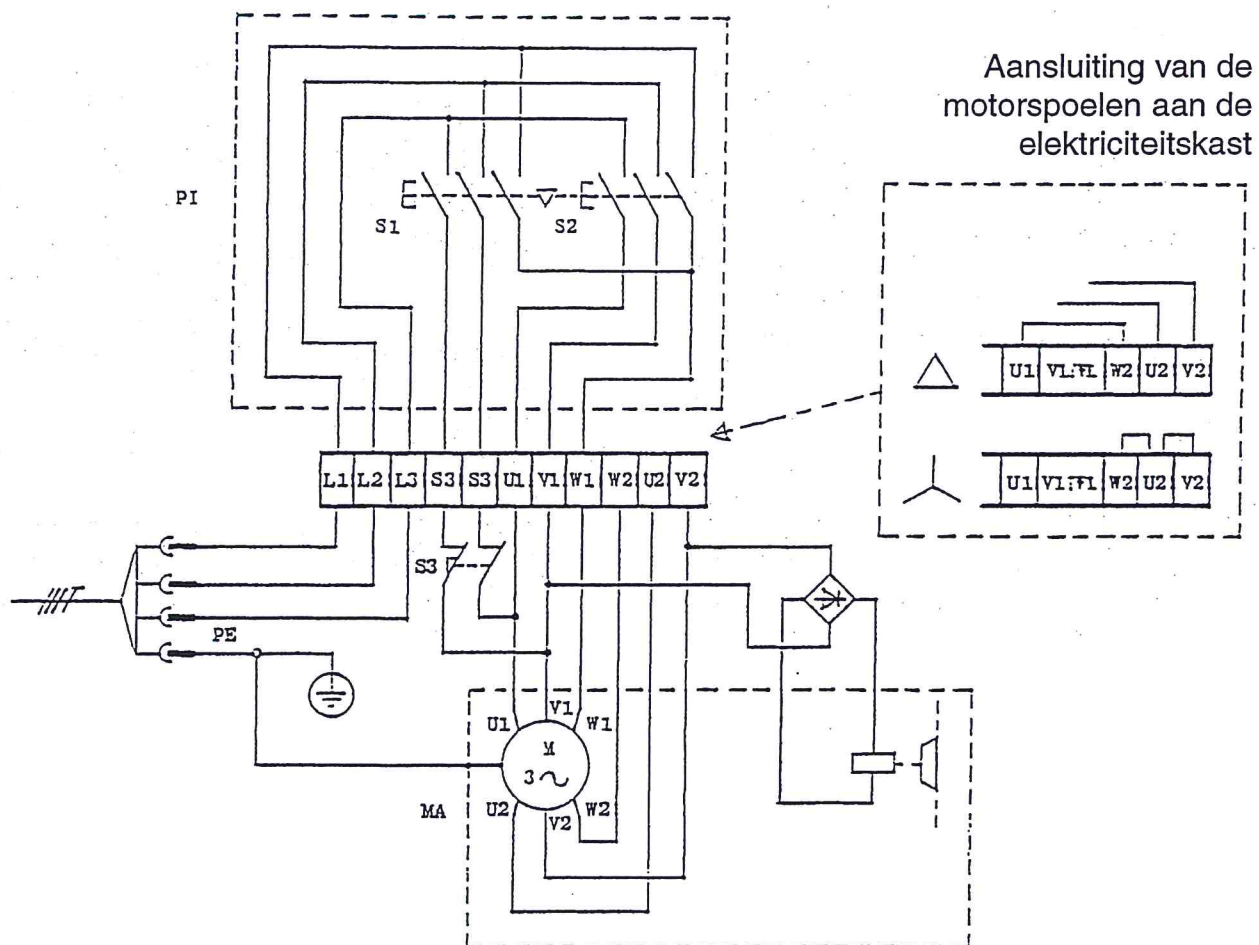 Aansluiting van de
motorspoelen aan de
elektriciteitskast
PI
S1
S2
U1 V1 W2 U2 V2
L1 L2 L3 S3 S3 U1 V1 W1 W2 U2 V2
U1 V1 W2 U2 V2
S3
PE
U1 V1 W1
M
3
MA
U2 V2 W2